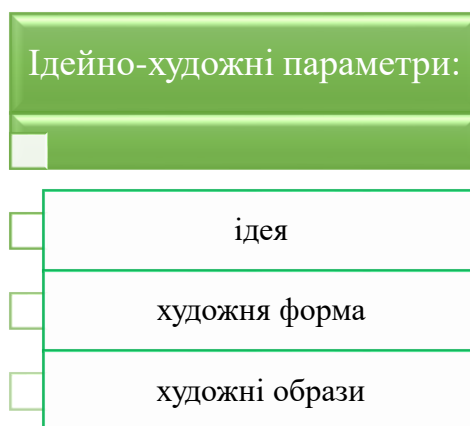 Ідейно-художні параметри:
ідея
художня форма
художні образи